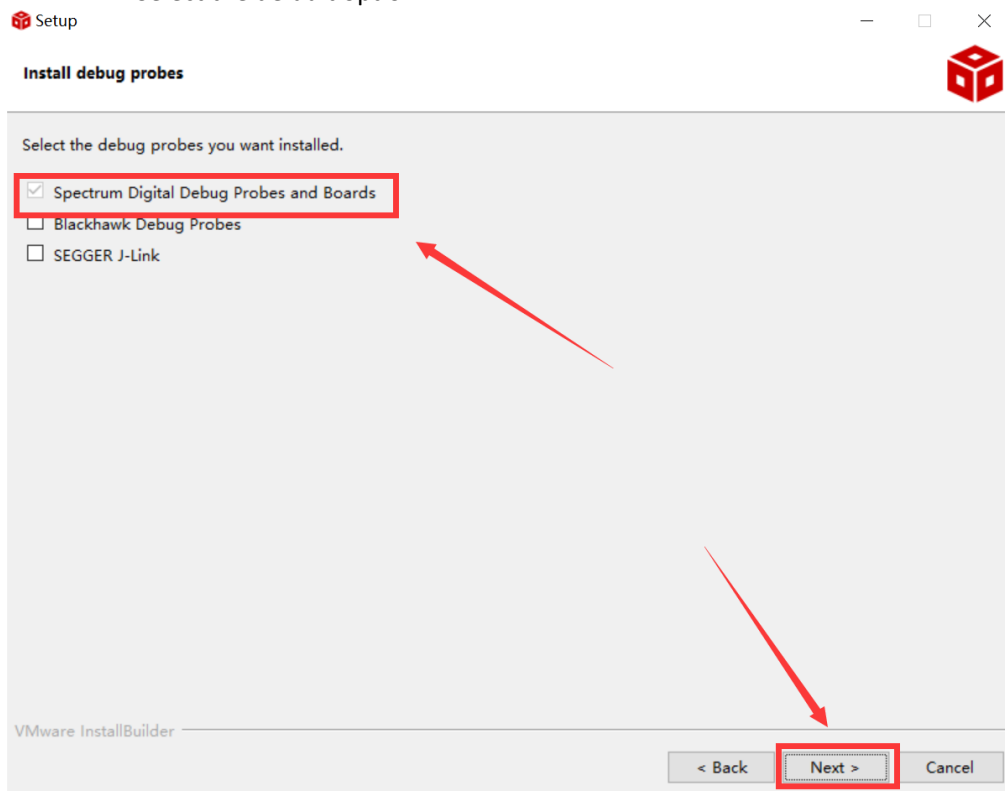 Setup
Install debug probes
Select the debug probes you want installed.
Spectrum Digital Debug Probes and Boards
Blackhawk Debug Probes
SEGGER J-Link
VMware InstallBuilder
< Back
Next >
Cancel